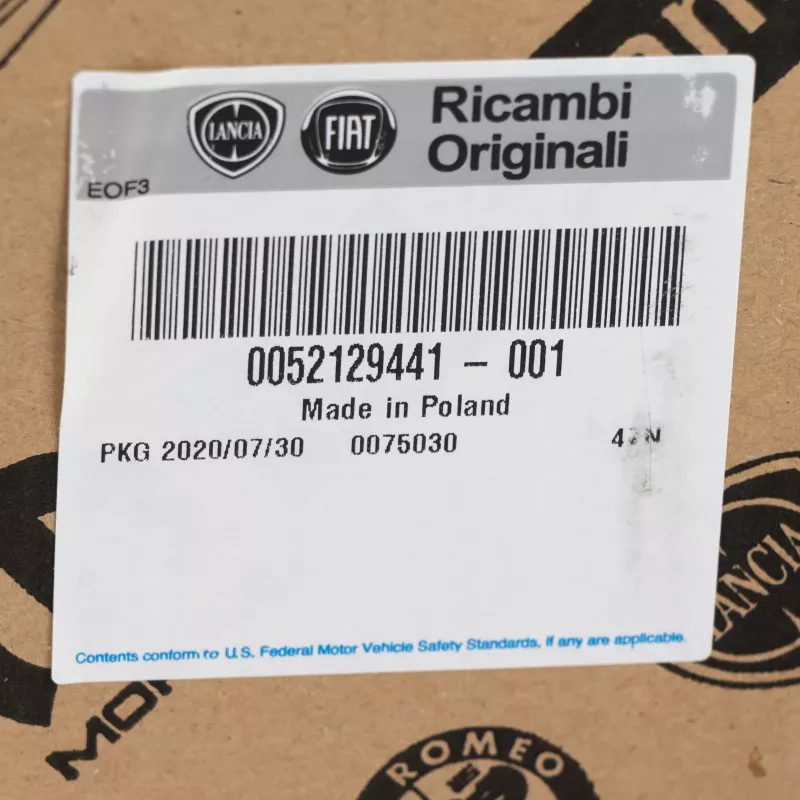 LANCIA
FIAT
Ricambi
Originali
EOF3
0052129441 - 001
Made in Poland
PKG 2020/07/30 0075030
Contents conform to U.S. Federal Motor Vehicle Safety Standards, if any are applicable.
LANCIA
ROMEO